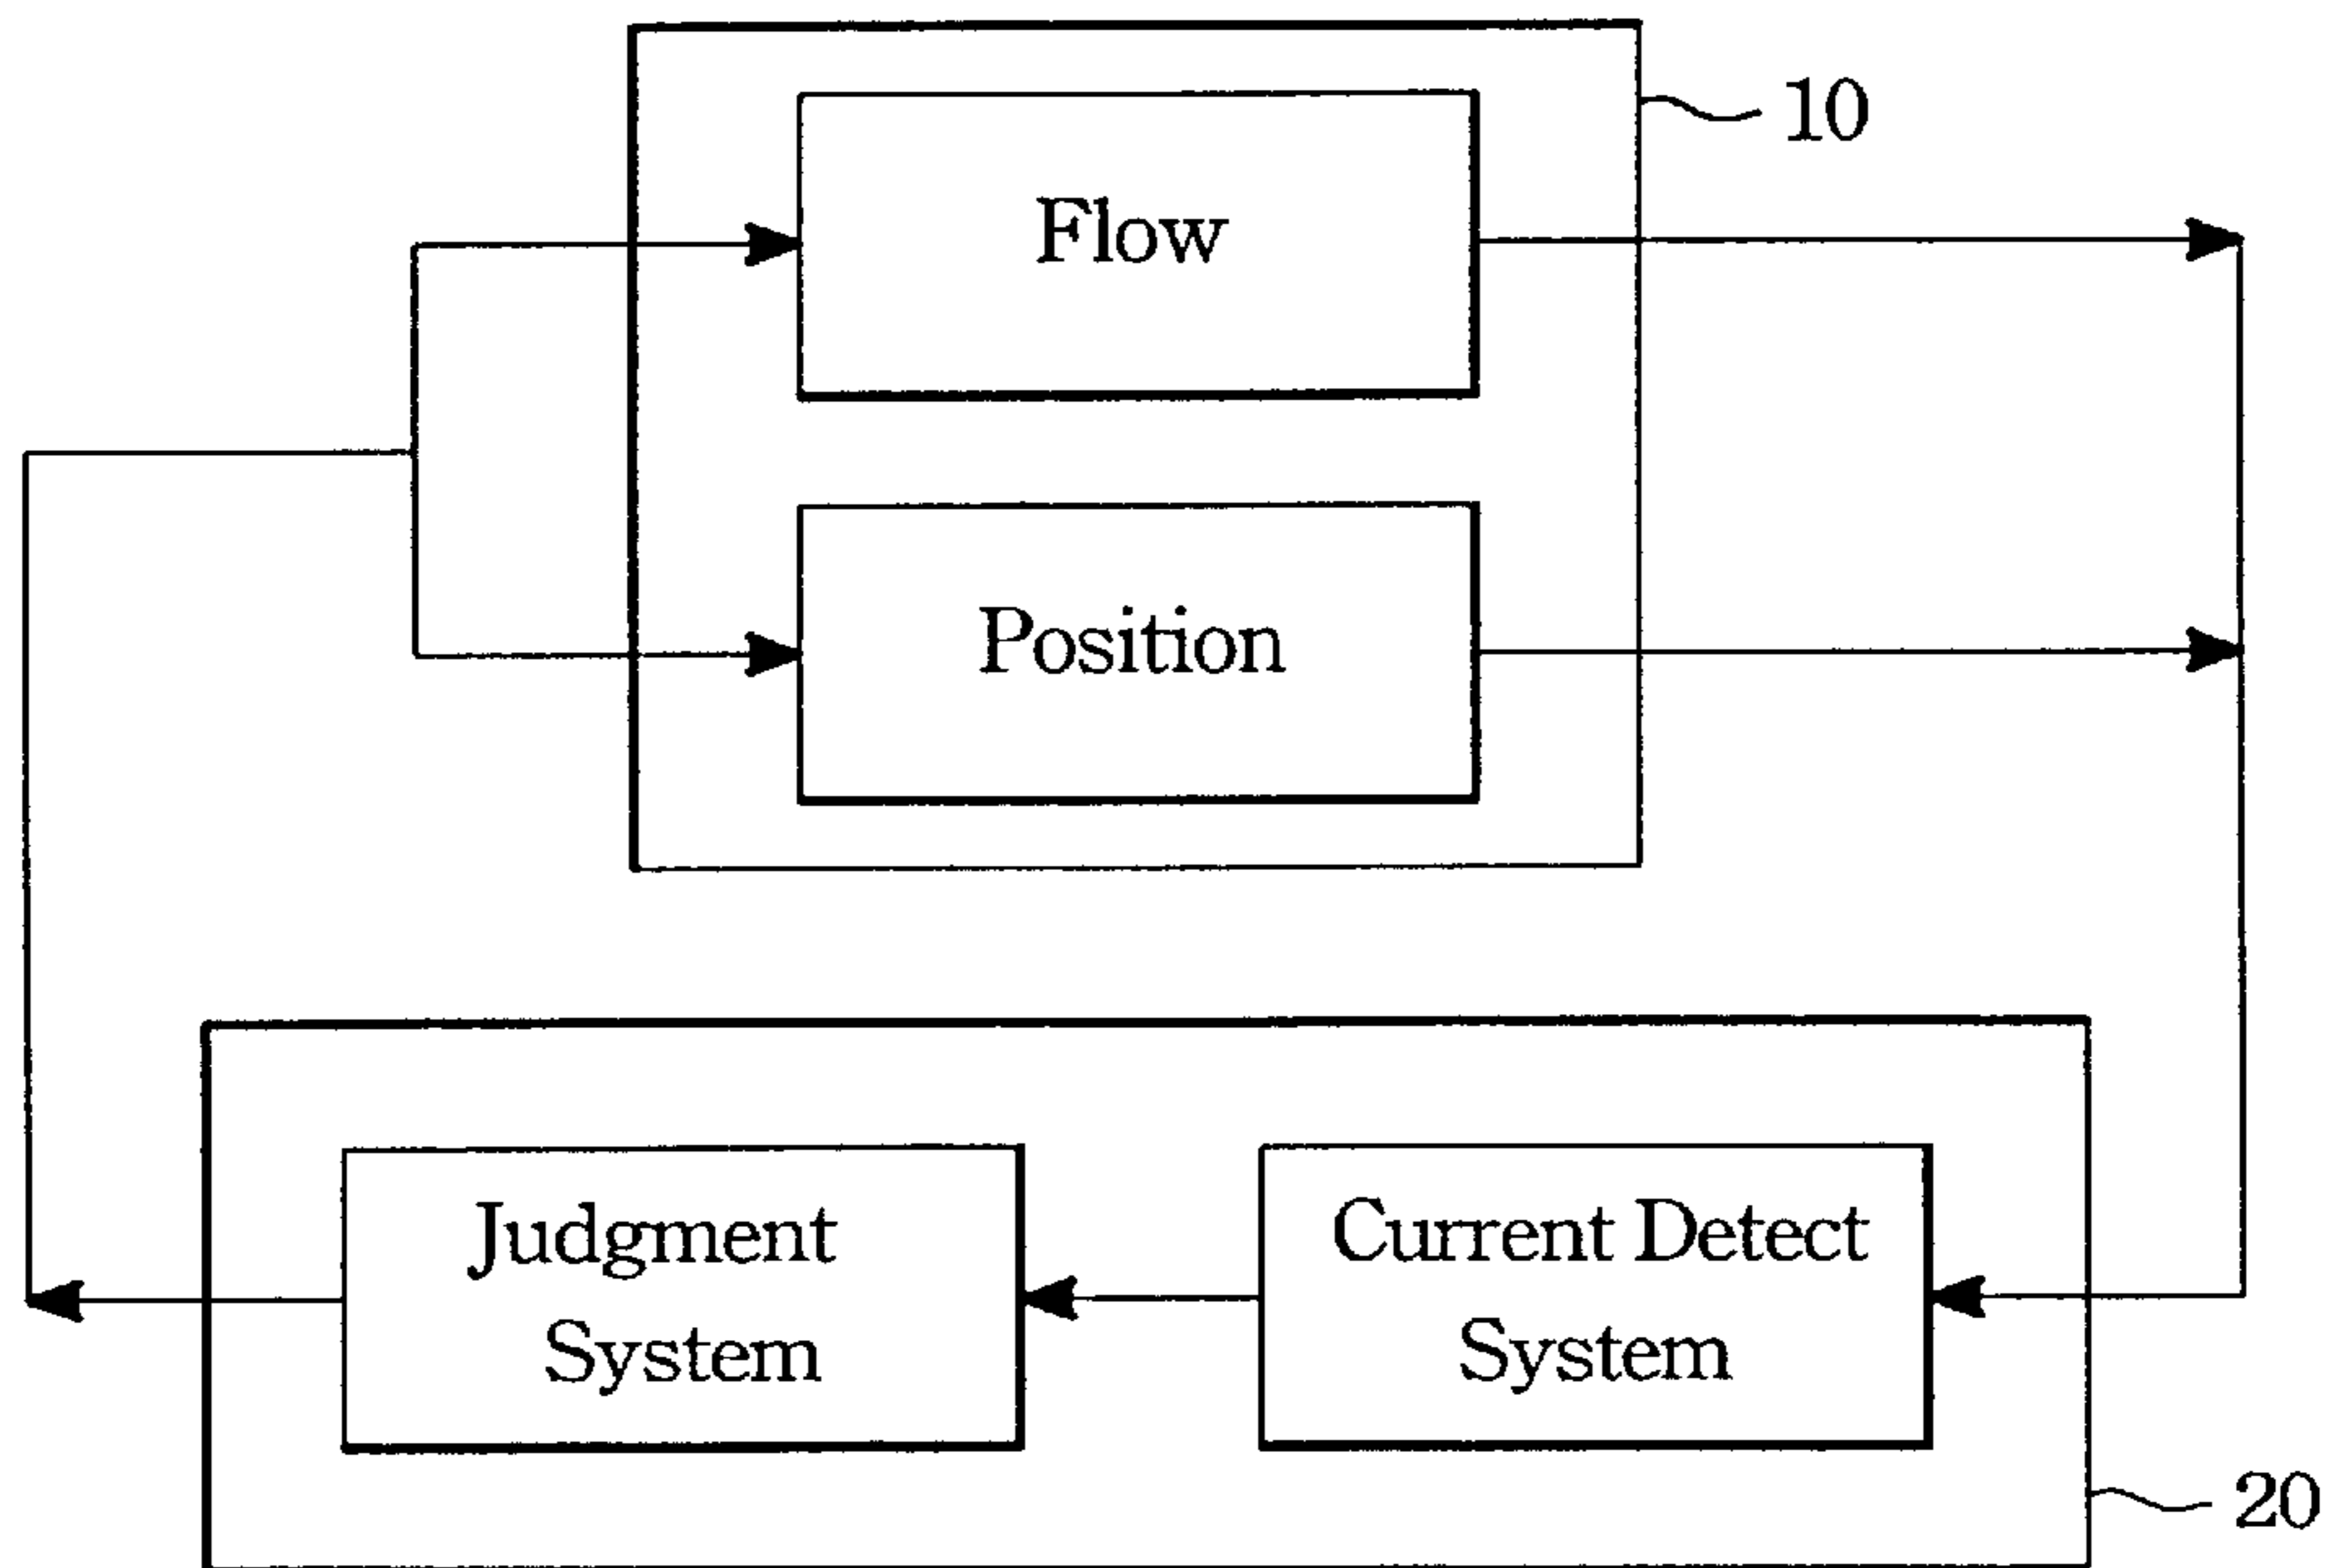 10
Flow
Position
Judgment
System
Current Detect
System
20